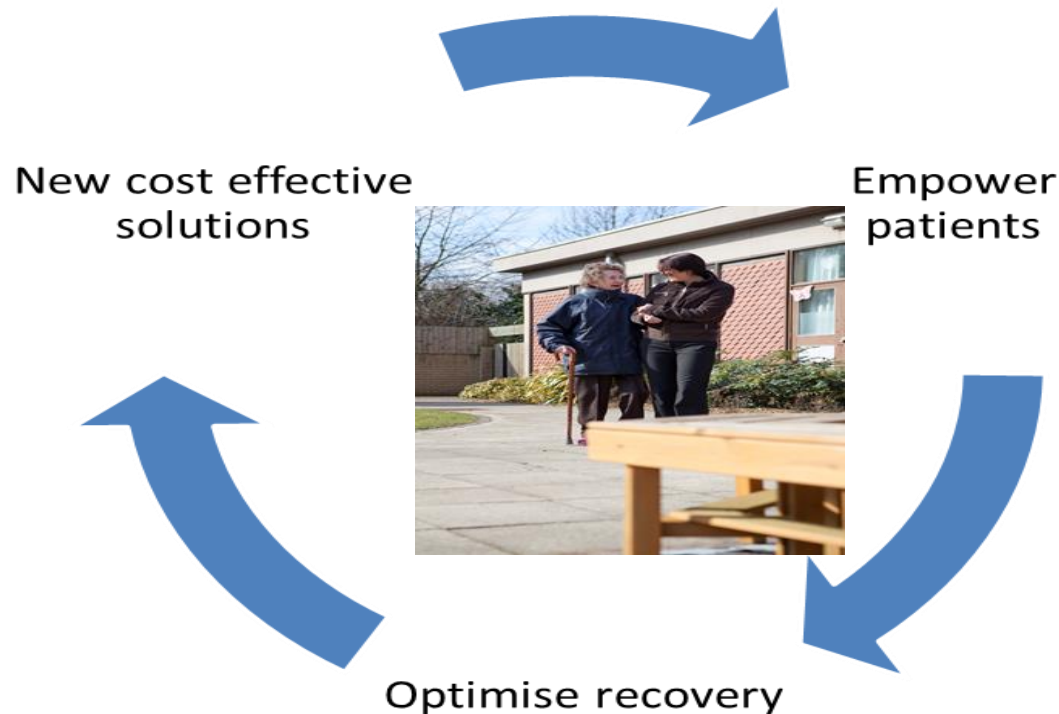 New cost effective
solutions
Empower
patients
Optimise recovery